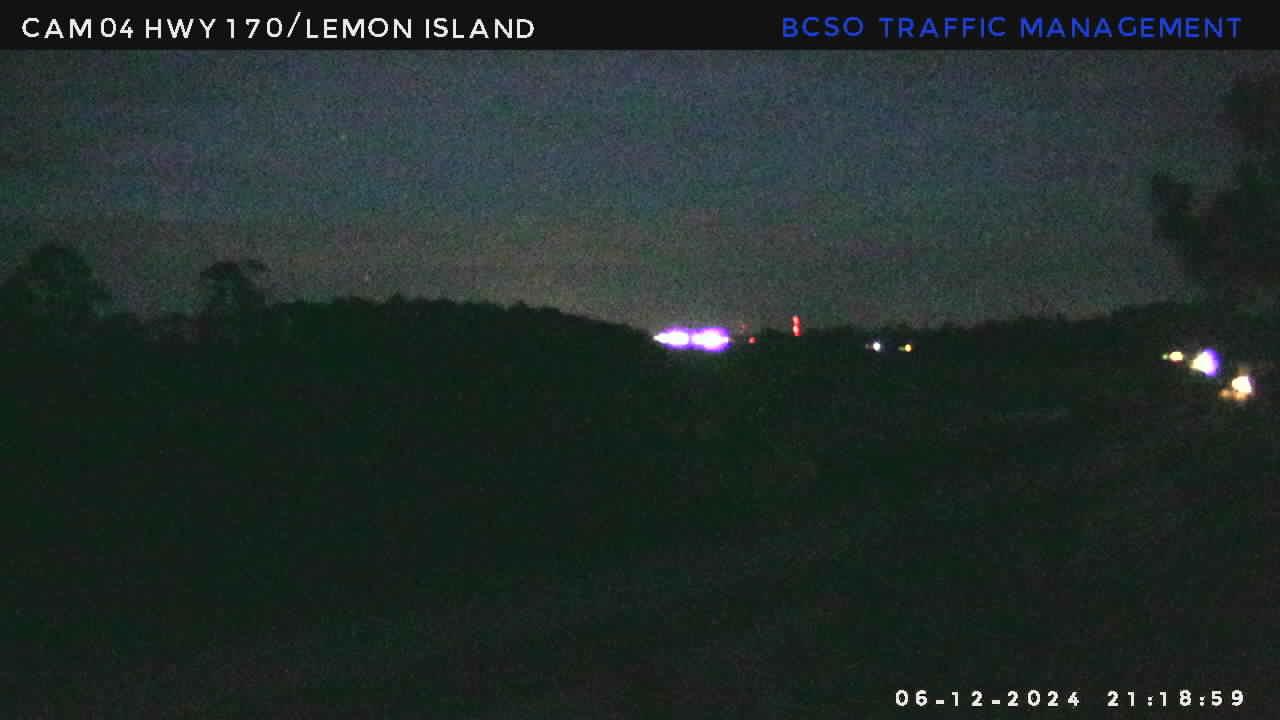 CAM04 HWY 170/LEMON ISLAND
BCSO TRAFFIC MANAGEMENT
06-12-2024 21:18:59